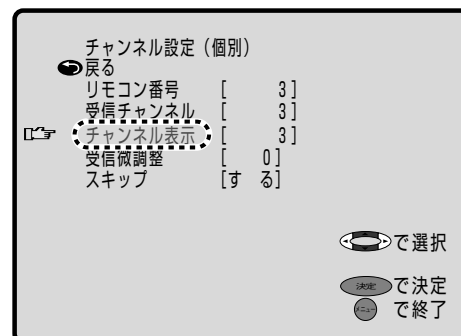 チャンネル設定（個別）
戻る
リモコン番号 [ 3]
受信チャンネル [ 3]
チャンネル表示 [ 3]
受信微調整 [ 0]
スキップ [す る]
で選択
決定 で決定
メニュー で終了